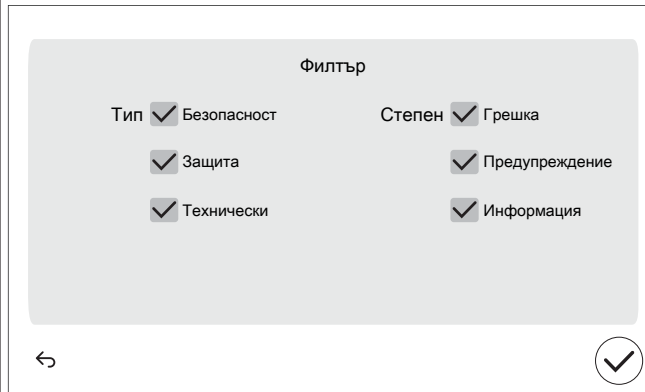 Филтър
Тип Безопасност Степен Грешка
Защита Предупреждение
Технически Информация